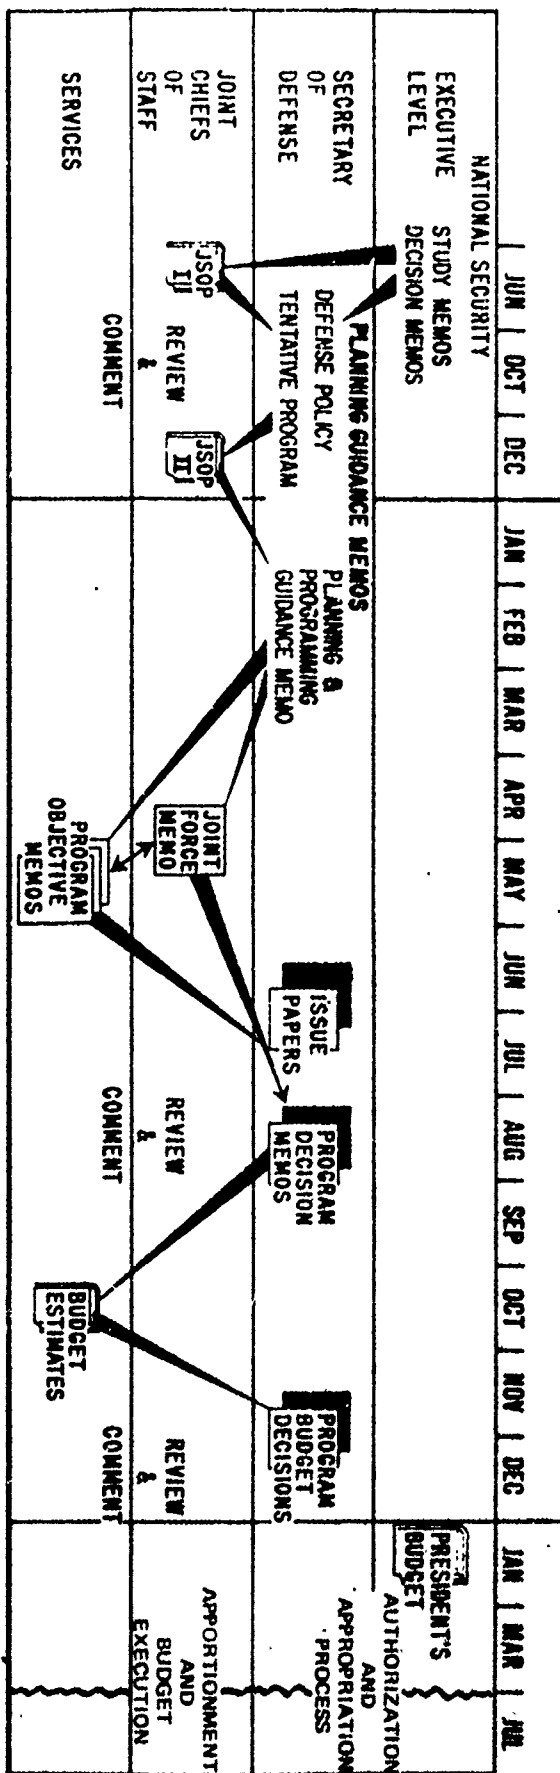 JUN | OCT | DEC
JAN | FEB | MAR | APR | MAY | JUN | JUL | AUG | SEP | OCT | NOV | DEC
JAN | MAR | JUL
NATIONAL SECURITY
EXECUTIVE
LEVEL
STUDY MEMOS
DECISION MEMOS
PRESIDENT'S
BUDGET
AUTHORIZATION
AND
APPROPRIATION
PROCESS
SECRETARY
OF
DEFENSE
PLANNING GUIDANCE MEMOS
DEFENSE POLICY
TENTATIVE PROGRAM
PLANNING &
PROGRAMMING
GUIDANCE MEMO
ISSUE
PAPERS
PROGRAM
DECISION
MEMOS
PROGRAM
BUDGET
DECISIONS
JOINT
CHIEFS
OF
STAFF
JSOP
I
JSOP
II
JOINT
FORCE
MEMO
APPORTIONMENT
AND
BUDGET
EXECUTION
SERVICES
REVIEW
&
COMMENT
PROGRAM
OBJECTIVE
MEMOS
REVIEW
&
COMMENT
BUDGET
ESTIMATES
REVIEW
&
COMMENT